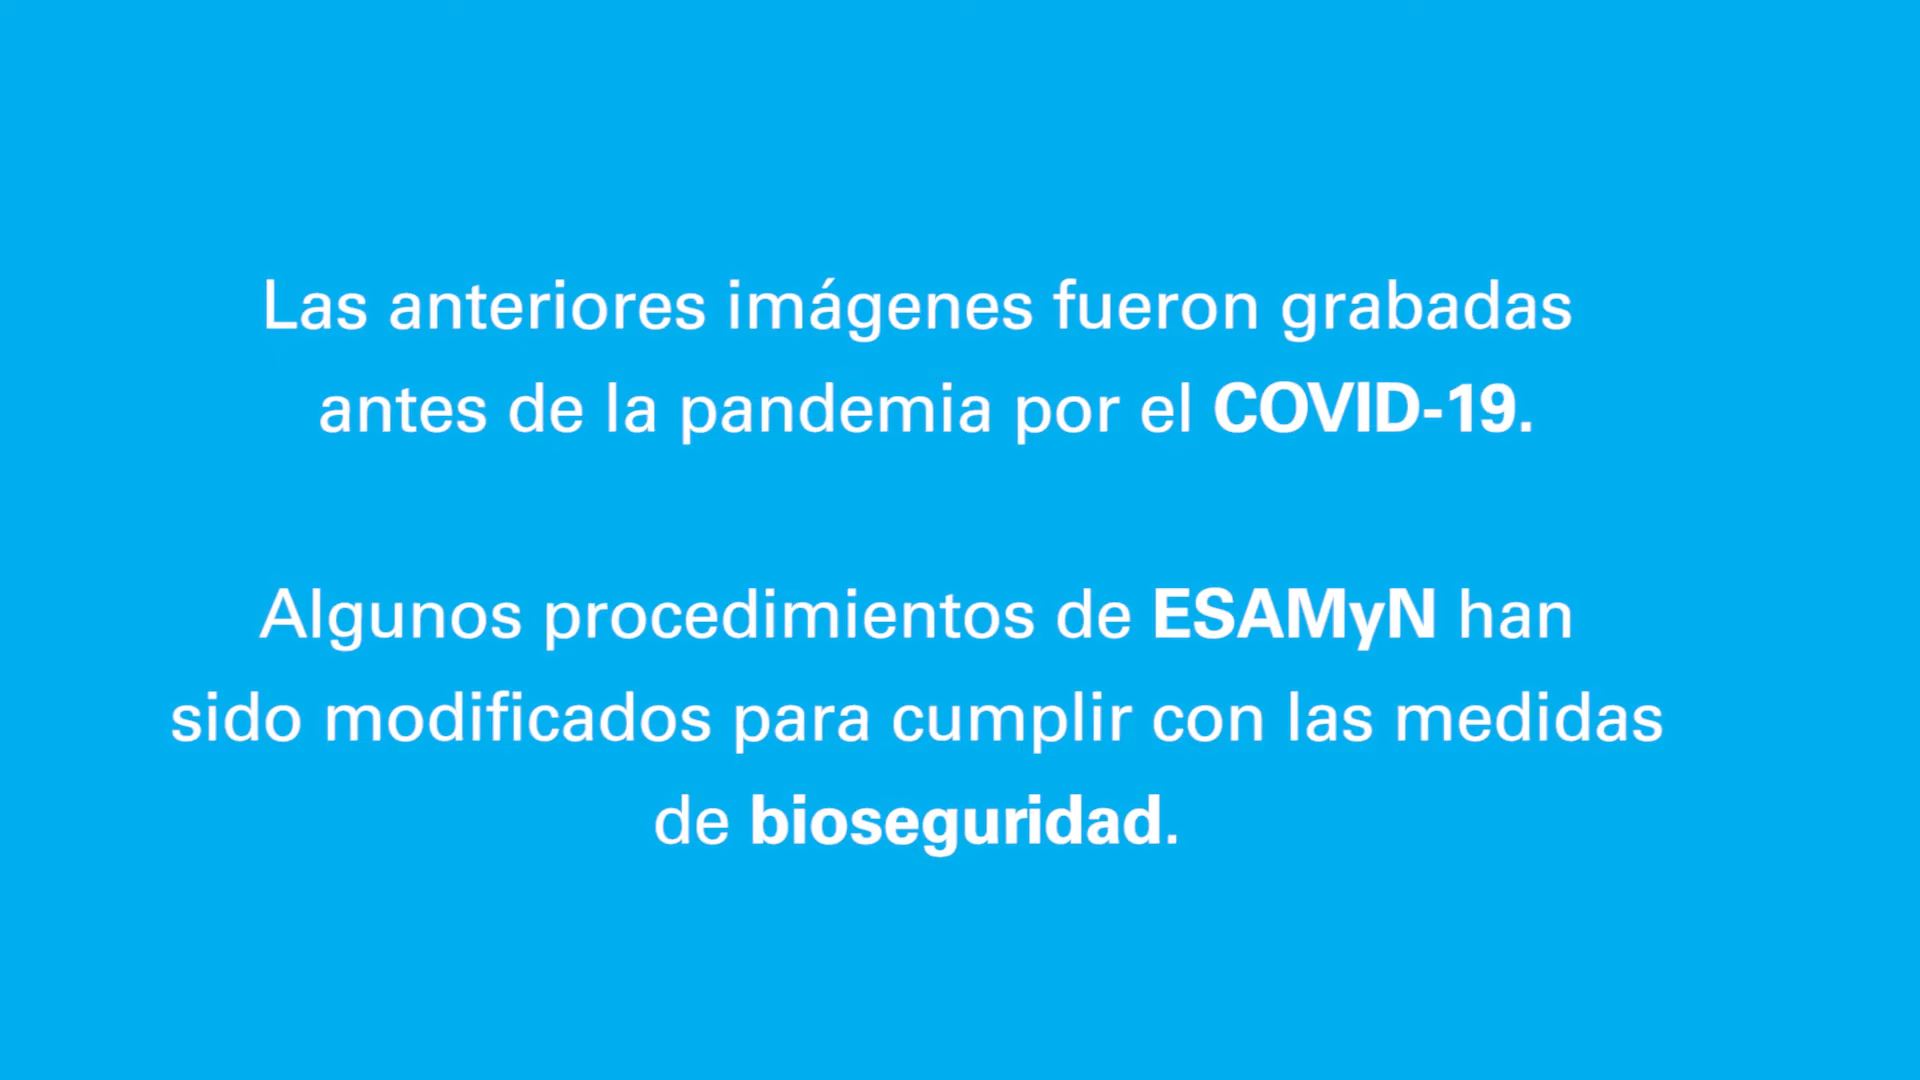 Las anteriores imágenes fueron grabadas
antes de la pandemia por el COVID-19.
Algunos procedimientos de ESAMyN han
sido modificados para cumplir con las medidas
de bioseguridad.